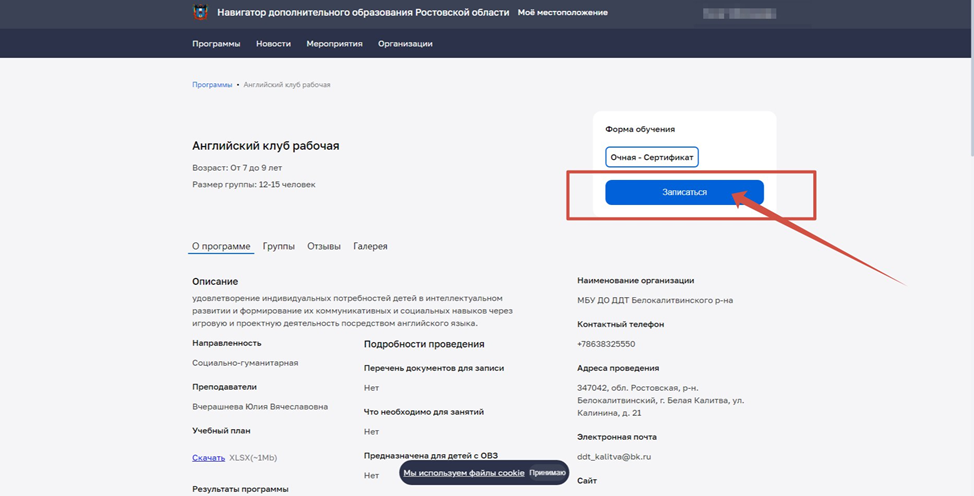 Навигатор дополнительного образования Ростовской области
Моё местоположение
Программы Новости Мероприятия Организации
Программы • Английский клуб рабочая
Английский клуб рабочая
Возраст: От 7 до 9 лет
Размер группы: 12-15 человек
Форма обучения
Очная - Сертификат
Записаться
О программе Группы Отзывы Галерея
Описание
удовлетворение индивидуальных потребностей детей в интеллектуальном
развитии и формирование их коммуникативных и социальных навыков через
игровую и проектную деятельность посредством английского языка.
Направленность
Социально-гуманитарная
Преподаватели
Вчерашнева Юлия Вячеславовна
Учебный план
Скачать XLSX(~1Mb)
Результаты программы
Подробности проведения
Перечень документов для записи
Нет
Что необходимо для занятий
Нет
Предназначена для детей с ОВЗ
Нет
Наименование организации
МБУ ДО ДДТ Белокалитвинского р-на
Контактный телефон
+78638325550
Адреса проведения
347042, обл. Ростовская, р-н.
Белокалитвинский, г. Белая Калитва, ул.
Калинина, д. 21
Электронная почта
ddt_kalitva@bk.ru
Сайт
Мы используем файлы cookie Принимаю